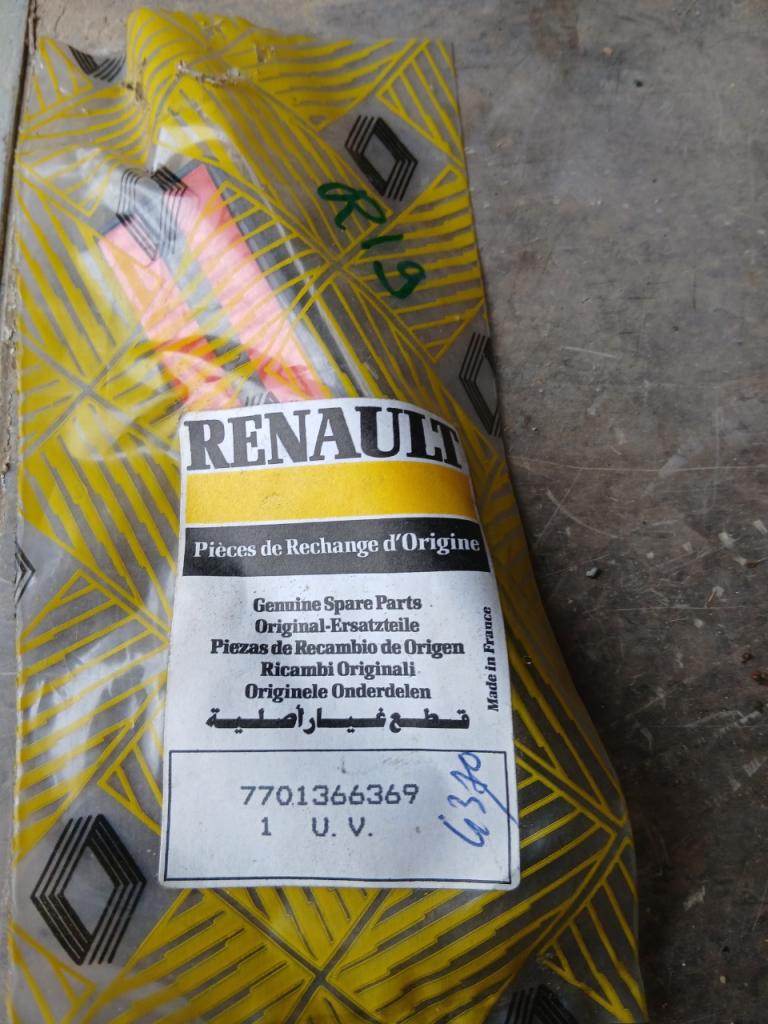 R19
RENAULT
Pièces de Rechange d'Origine
Genuine Spare Parts
Original-Ersatzteile
Piezas de Recambio de Origen
Ricambi Originali
Originele Onderdelen
قطع غيار أصلية
Made in France
7701366369
1 U.V.